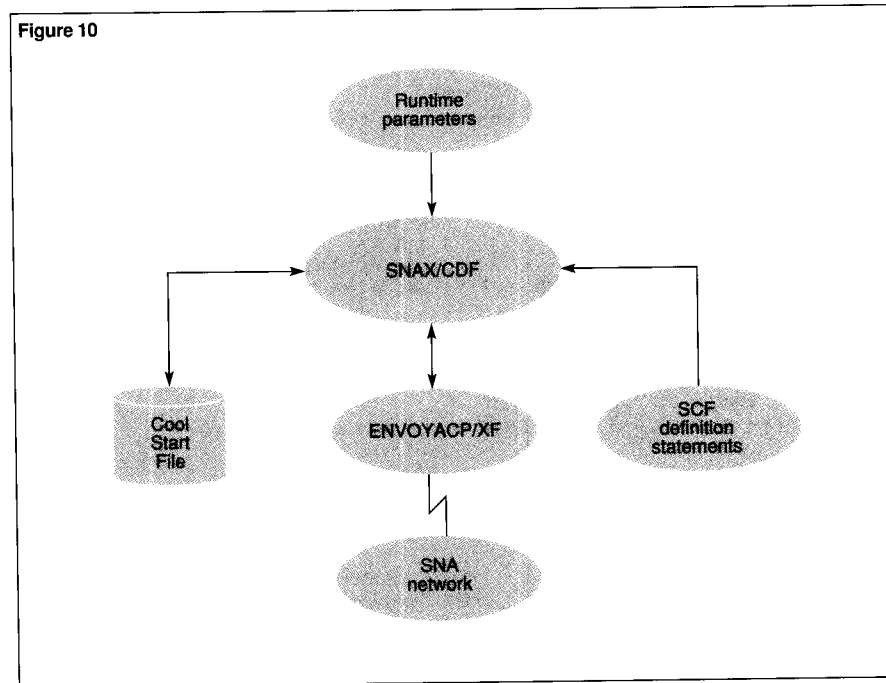 Figure 10
Runtime
parameters
SNAX/CDF
Cool
Start
File
ENVOYACP/XF
SCF
definition
statements
SNA
network